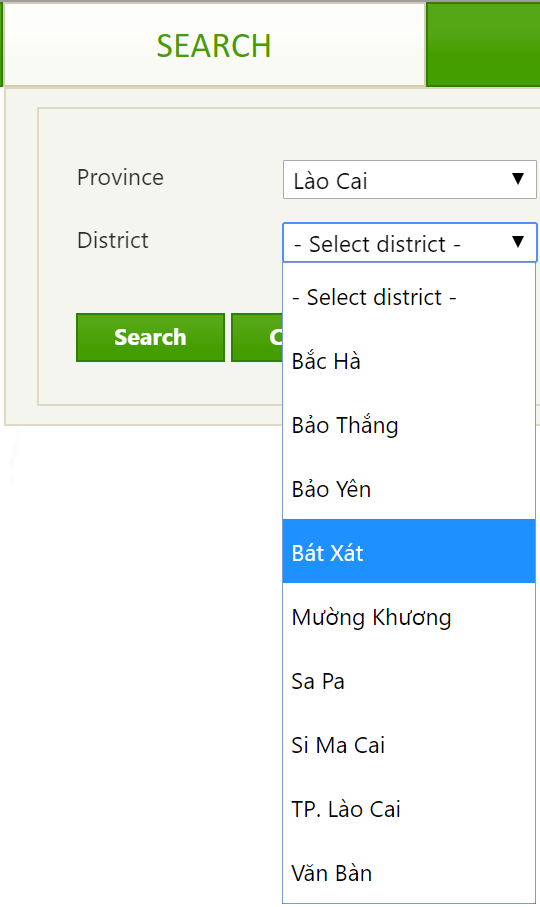 SEARCH
Province
Lào Cai
District
- Select district -
- Select district -
Search
Bắc Hà
Bảo Thắng
Bảo Yên
Bát Xát
Mường Khương
Sa Pa
Si Ma Cai
TP. Lào Cai
Văn Bàn